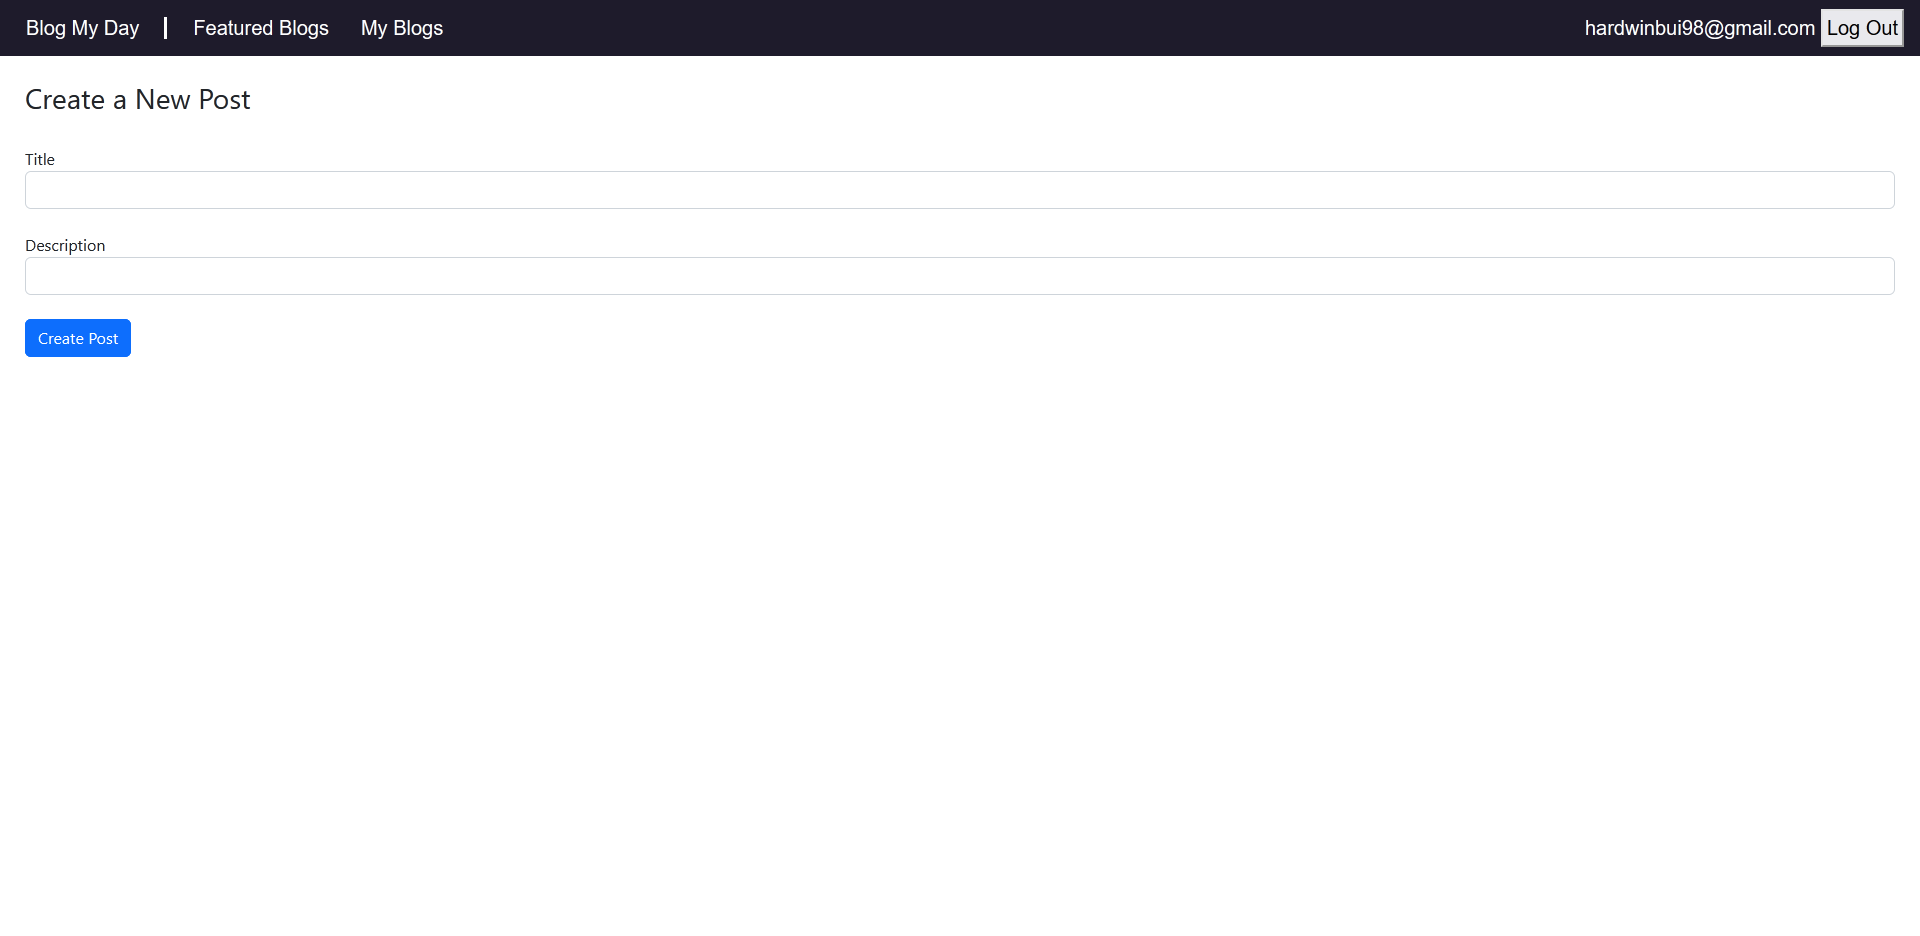 Blog My Day | Featured Blogs My Blogs hardwinbui98@gmail.com Log Out
Create a New Post
Title
Description
Create Post